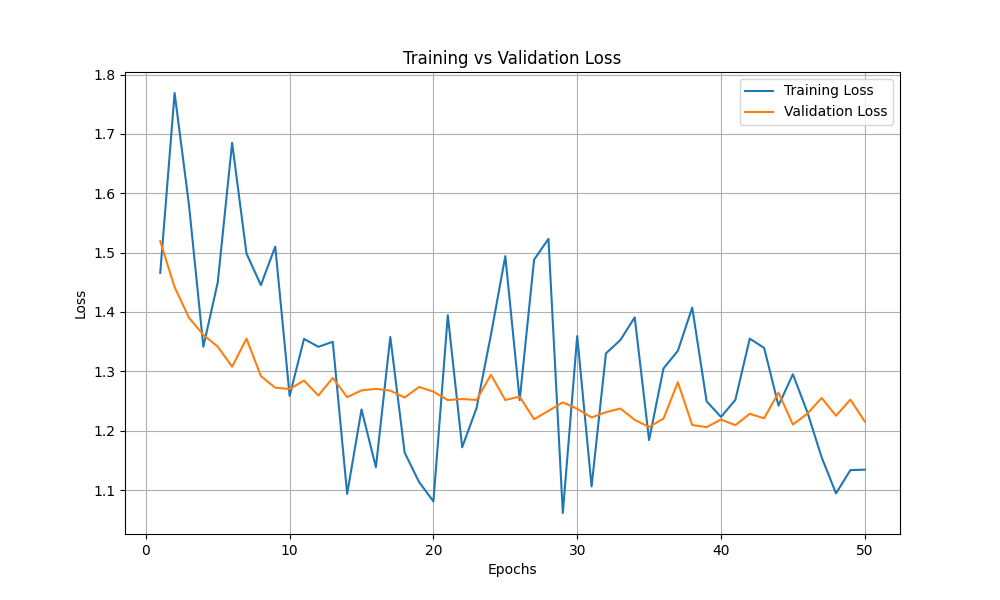 Training vs Validation Loss
Training Loss
Validation Loss
Loss
1.8
1.7
1.6
1.5
1.4
1.3
1.2
1.1
0 10 20 30 40 50
Epochs